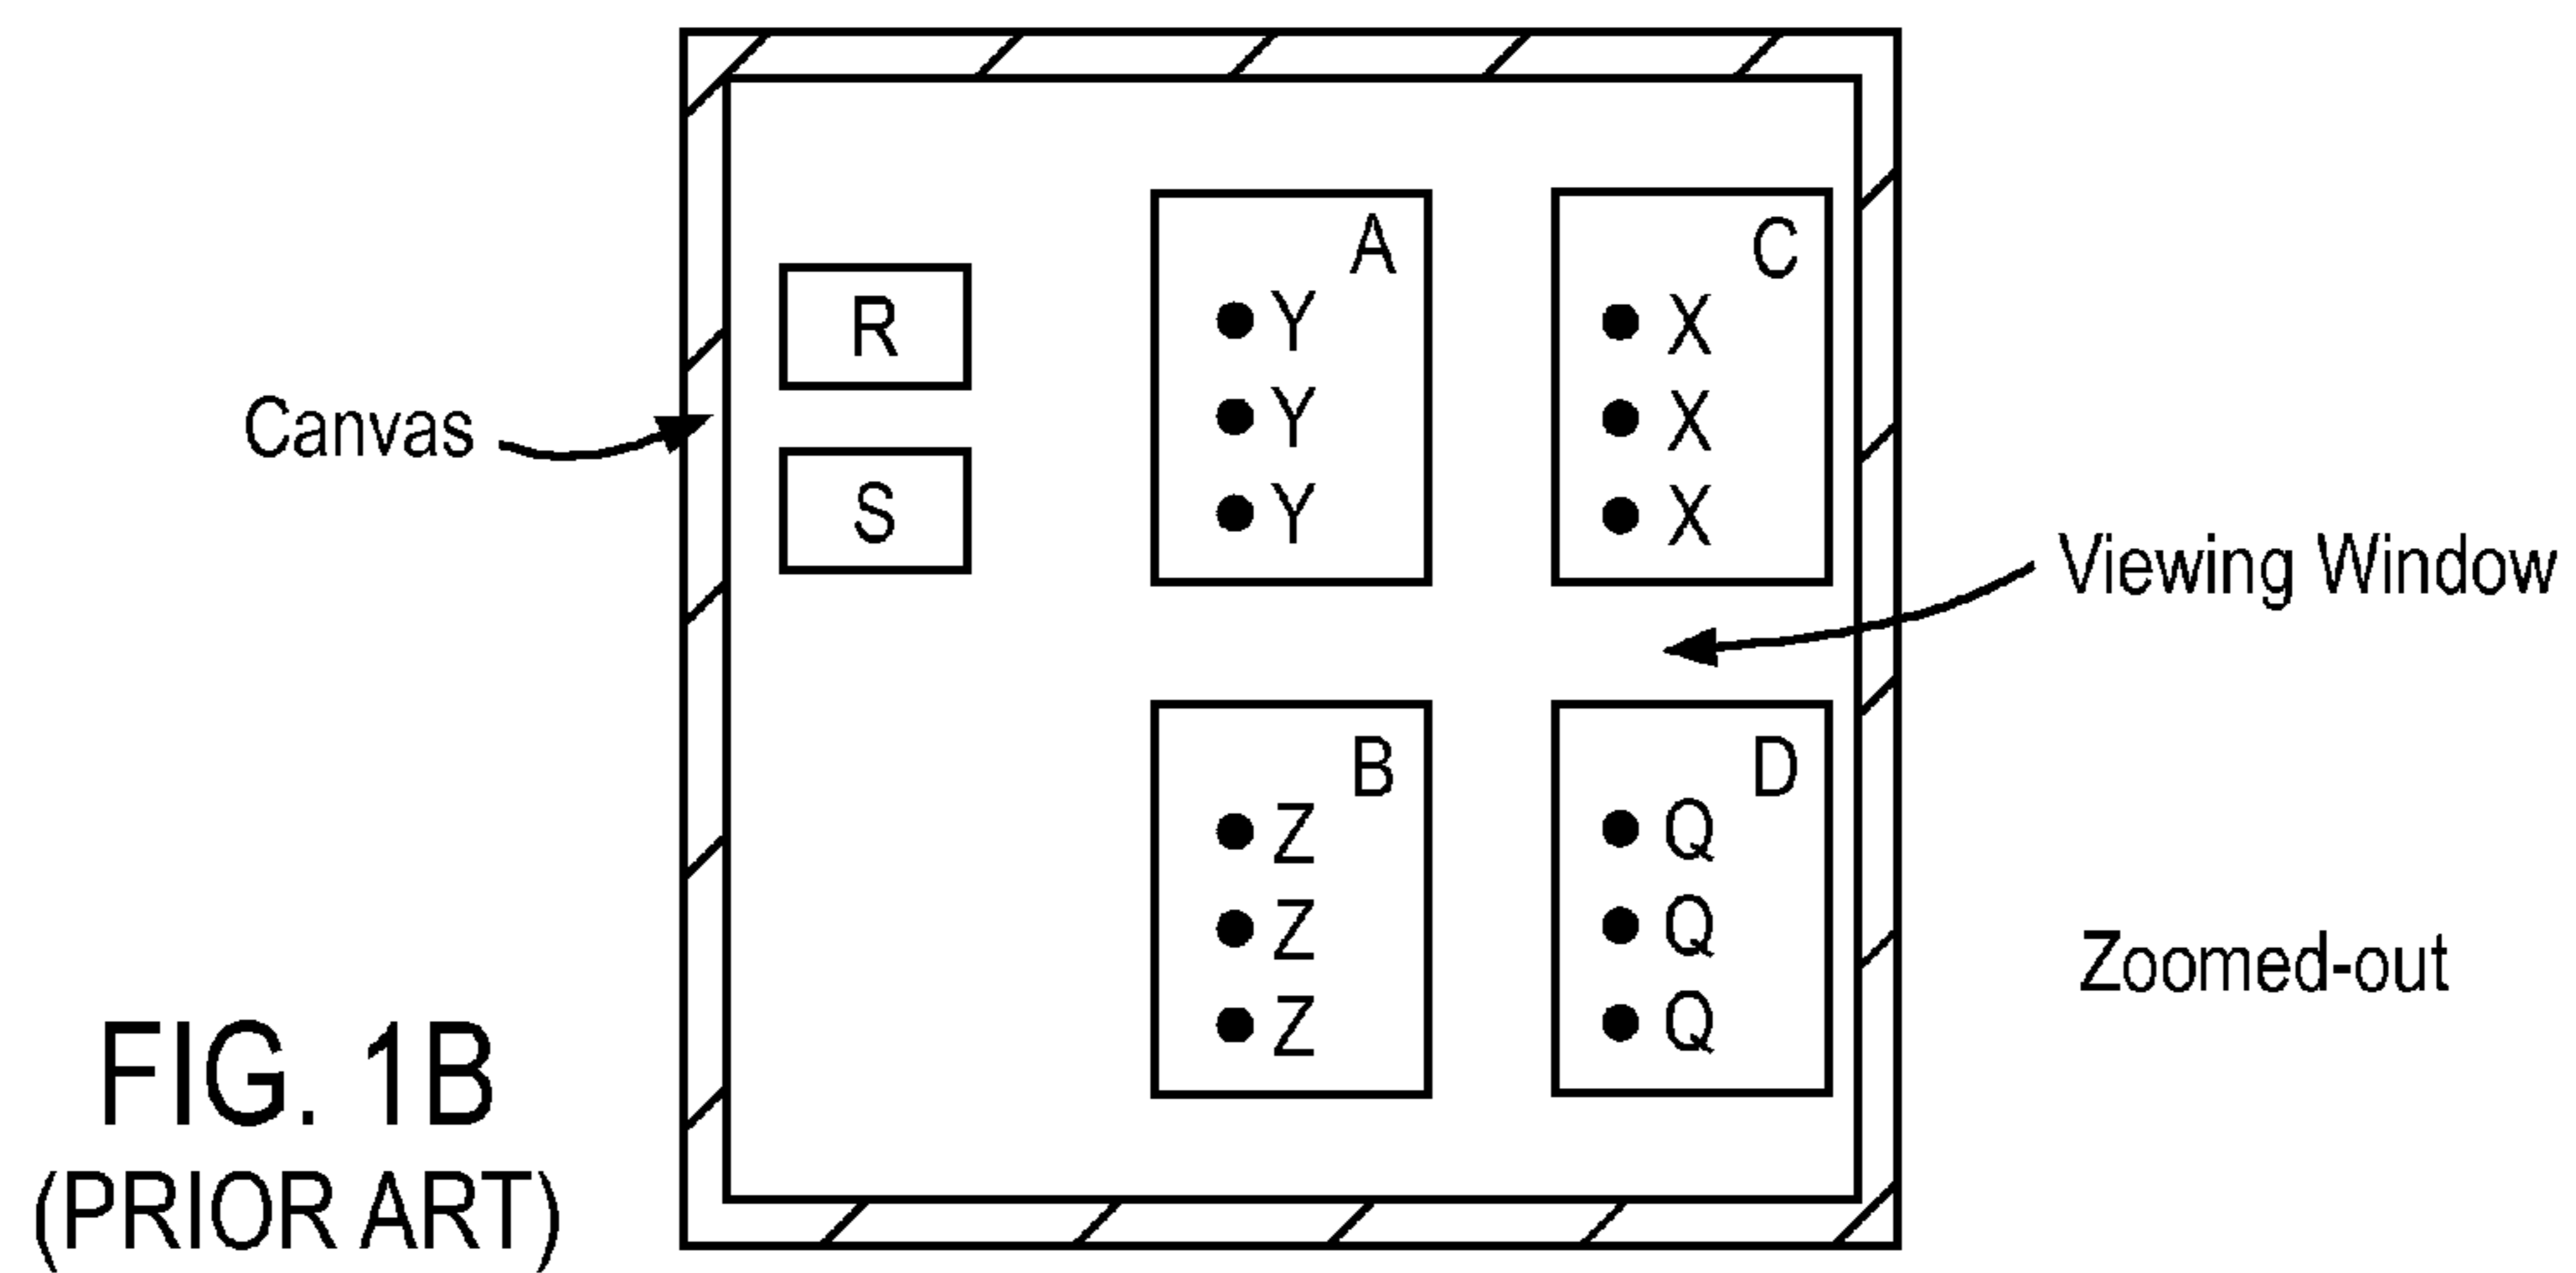 Canvas
R
S
A
Y
Y
Y
C
X
X
X
Viewing Window
B
Z
Z
Z
D
Q
Q
Q
Zoomed-out
FIG. 1B
(PRIOR ART)